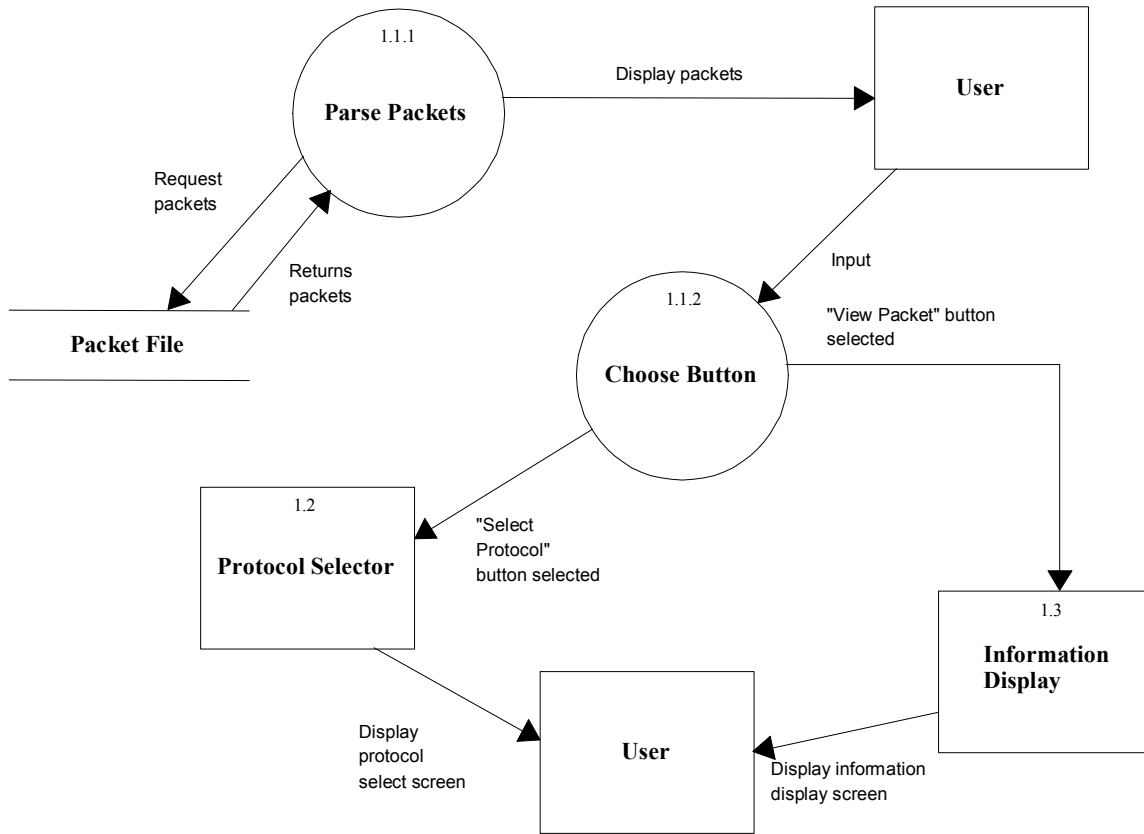 1.1.1
Parse Packets
Display packets
User
Request
packets
Returns
packets
Packet File
Input
1.1.2
Choose Button
"View Packet" button
selected
1.2
Protocol Selector
"Select
Protocol"
button selected
1.3
Information
Display
Display
protocol
select screen
User
Display information
display screen